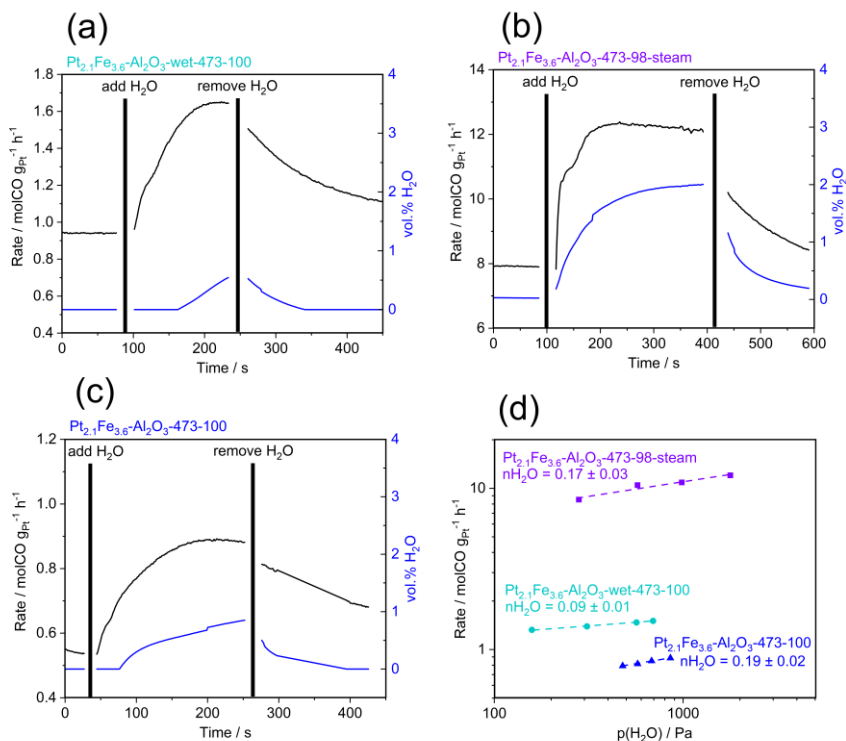 (a)
Pt2.1Fe3.6-Al2O3-wet-473-100
add H2O
remove H2O
Rate / molCO gPt-1 h-1
1.8
1.6
1.4
1.2
1.0
0.8
0.6
0.4
vol.% H2O
4
3
2
1
0
0
100
200
300
400
Time / s
(b)
Pt2.1Fe3.6-Al2O3-473-98-steam
add H2O
remove H2O
Rate / molCO gPt-1 h-1
14
12
10
8
6
vol.% H2O
4
3
2
1
0
0
100
200
300
400
500
600
Time / s
(c)
Pt2.1Fe3.6-Al2O3-473-100
add H2O
remove H2O
Rate / molCO gPt-1 h-1
1.2
1.0
0.8
0.6
0.4
vol.% H2O
4
3
2
1
0
0
100
200
300
400
Time / s
(d)
Rate / molCO gPt-1 h-1
10
1
Pt2.1Fe3.6-Al2O3-473-98-steam
nH2O = 0.17 ± 0.03
Pt2.1Fe3.6-Al2O3-wet-473-100
nH2O = 0.09 ± 0.01
Pt2.1Fe3.6-Al2O3-473-100
nH2O = 0.19 ± 0.02
100
1000
p(H2O) / Pa